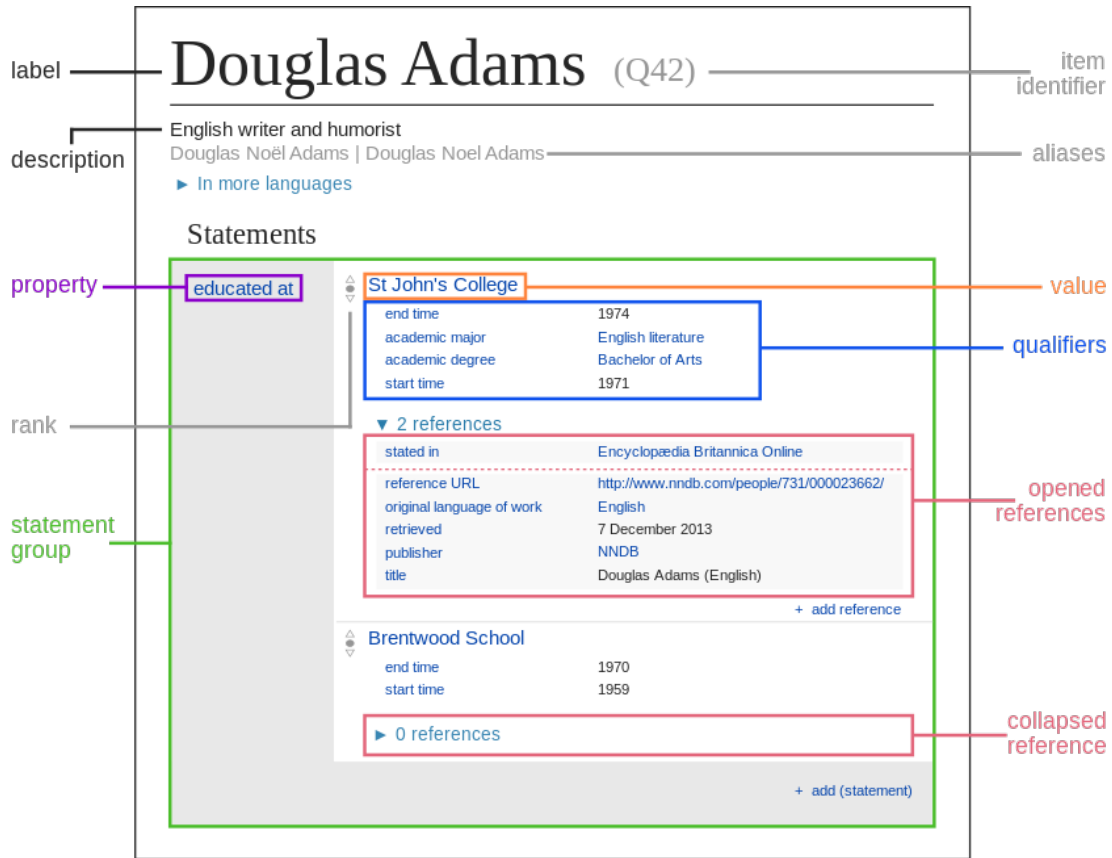 label
Douglas Adams (Q42)
item
identifier
description
English writer and humorist
Douglas Noël Adams | Douglas Noel Adams
aliases
► In more languages
Statements
property
educated at
St John's College
value
end time 1974
academic major English literature
academic degree Bachelor of Arts
start time 1971
qualifiers
rank
▼ 2 references
stated in Encyclopædia Britannica Online
reference URL http://www.nndb.com/people/731/000023662/
original language of work English
retrieved 7 December 2013
publisher NNDB
title Douglas Adams (English)
opened
references
statement
group
+ add reference
Brentwood School
end time 1970
start time 1959
► 0 references
collapsed
reference
+ add (statement)